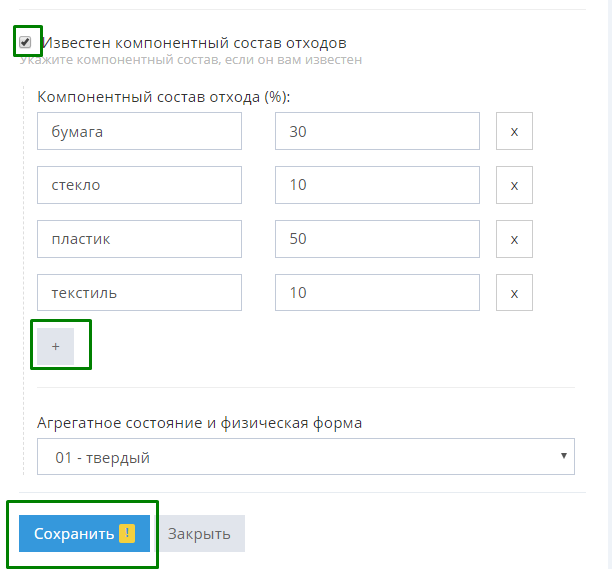 Известен компонентный состав отходов
Укажите компонентный состав, если он вам известен
Компонентный состав отхода (%):
бумага 30 x
стекло 10 x
пластик 50 x
текстиль 10 x
+
Агрегатное состояние и физическая форма
01 - твердый
Сохранить ! Закрыть